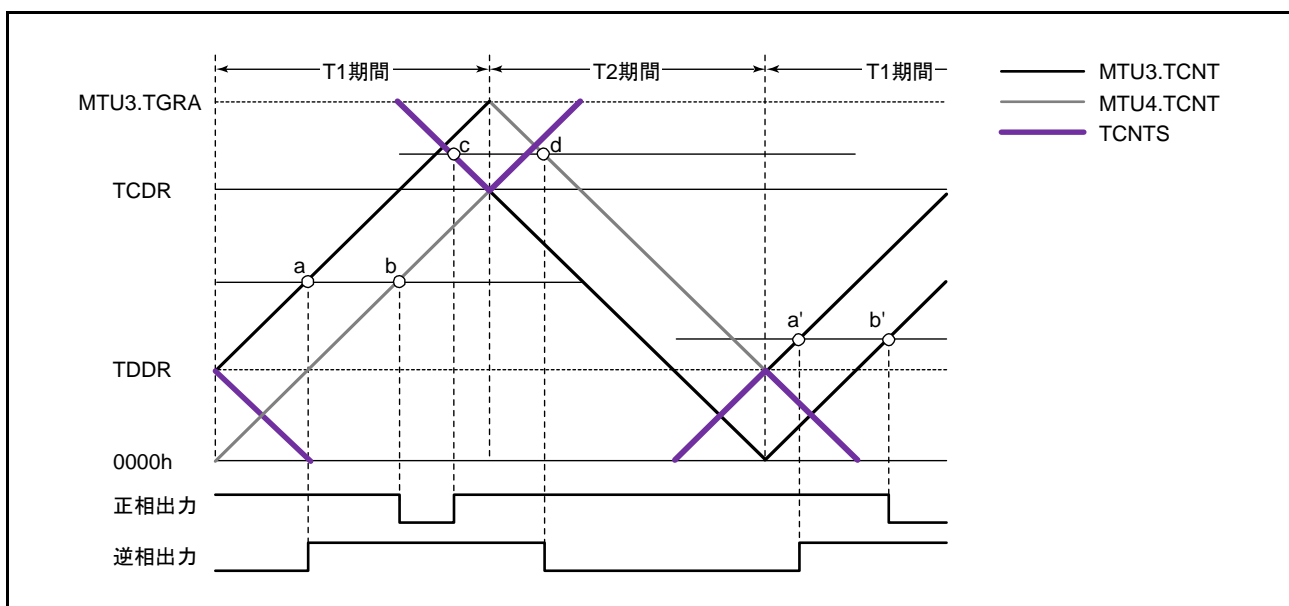 T1期間
T2期間
T1期間
MTU3.TCNT
MTU4.TCNT
TCNTS
MTU3.TGRA
c
d
TCDR
a
b
a'
b'
TDDR
0000h
正相出力
逆相出力